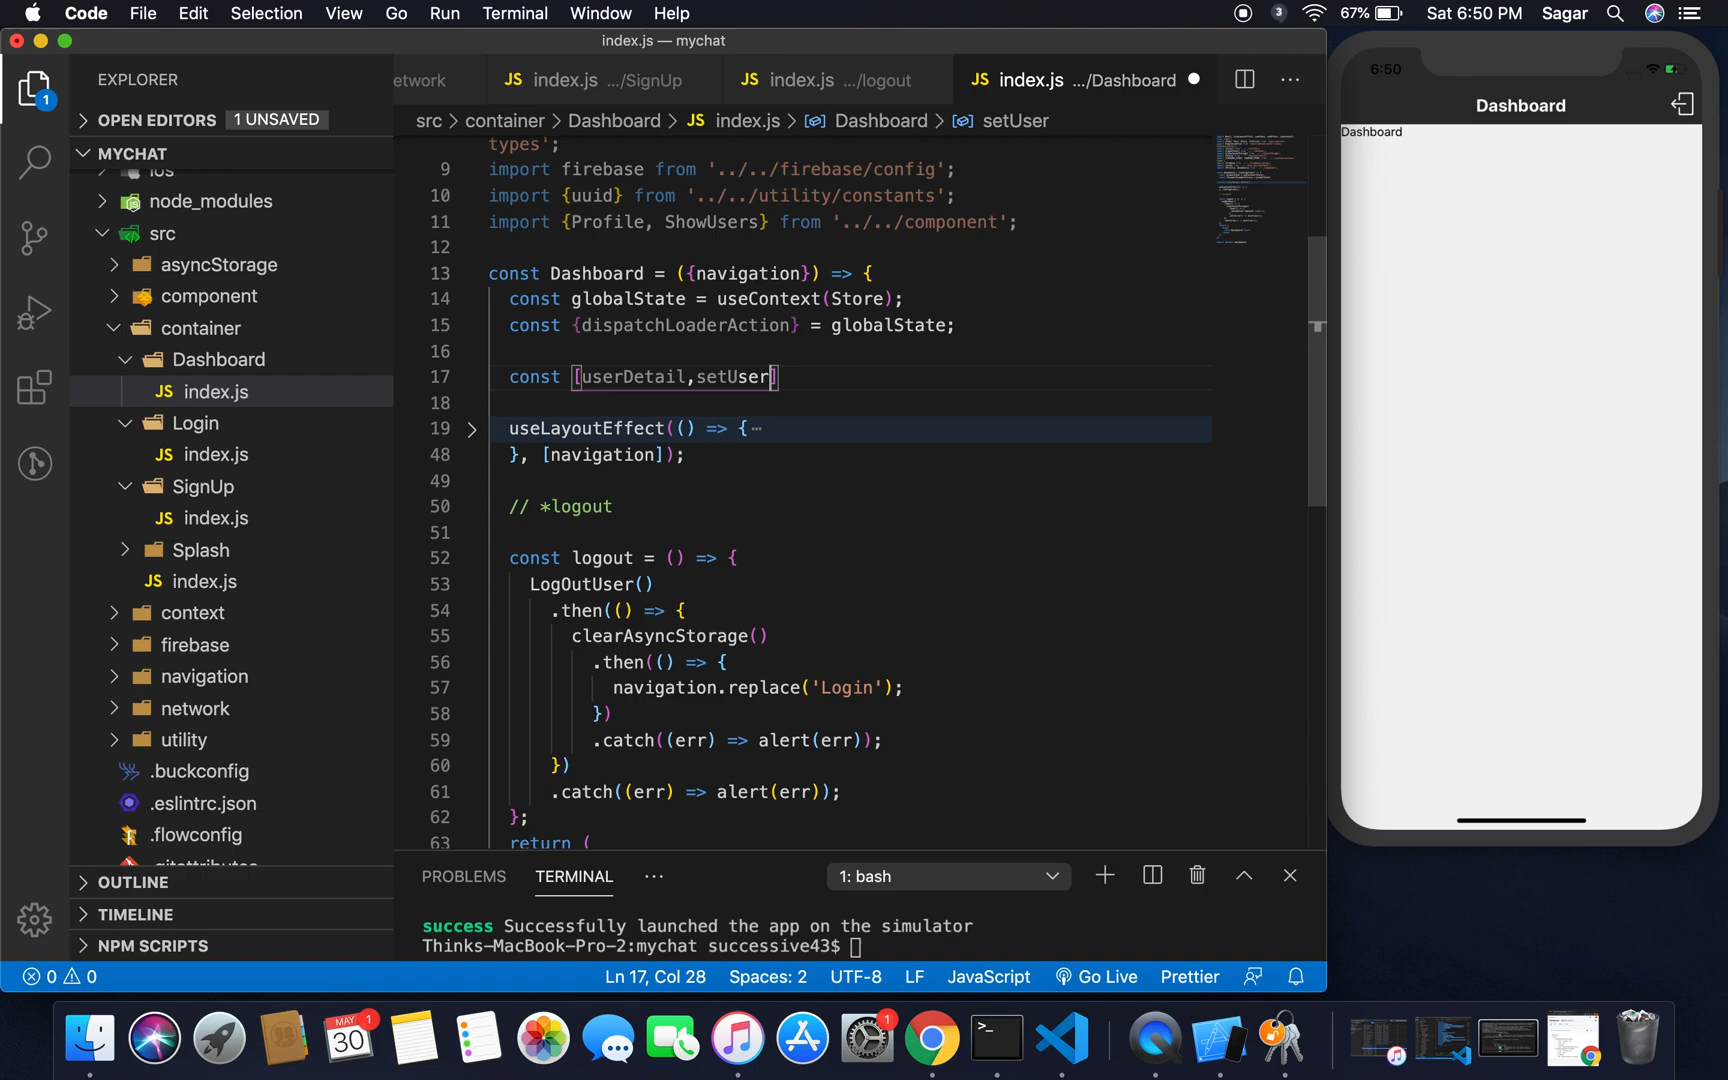 Code File Edit Selection View Go Run Terminal Window Help
3 67% Sat 6:50 PM Sagar
index.js — mychat
EXPLORER
etwork
JS index.js .../SignUp
JS index.js .../logout
JS index.js .../Dashboard
1
OPEN EDITORS 1 UNSAVED
src > container > Dashboard > JS index.js > Dashboard > setUser
MYCHAT
ios
node_modules
src
asyncStorage
component
container
Dashboard
JS index.js
Login
JS index.js
SignUp
JS index.js
Splash
JS index.js
context
firebase
navigation
network
utility
.buckconfig
.eslintrc.json
.flowconfig
.gitattributes
OUTLINE
TIMELINE
NPM SCRIPTS
types';
9 import firebase from '../../firebase/config';
10 import {uuid} from '../../utility/constants';
11 import {Profile, ShowUsers} from '../../component';
12
13 const Dashboard = ({navigation}) => {
14 const globalState = useContext(Store);
15 const {dispatchLoaderAction} = globalState;
16
17 const [userDetail,setUser]
18
19 useLayoutEffect(() => {⋯
48 }, [navigation]);
49
50 // *logout
51
52 const logout = () => {
53 LogOutUser()
54 .then(() => {
55 clearAsyncStorage()
56 .then(() => {
57 navigation.replace('Login');
58 })
59 .catch((err) => alert(err));
60 })
61 .catch((err) => alert(err));
62 };
63 return (
PROBLEMS TERMINAL ⋯ 1: bash
success Successfully launched the app on the simulator
Thinks-MacBook-Pro-2:mychat successive43$
0 0 Ln 17, Col 28 Spaces: 2 UTF-8 LF JavaScript Go Live Prettier
6:50
Dashboard
Dashboard
MAY
30
1
1